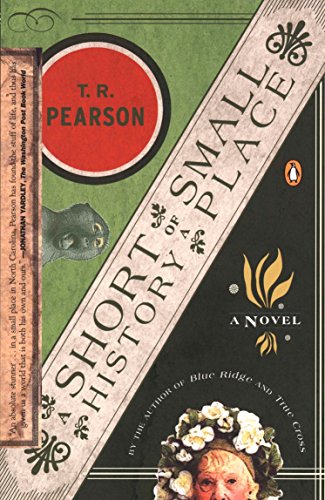 T. R.
PEARSON
A SHORT HISTORY
OF A
SMALL PLACE
A NOVEL
BY THE AUTHOR OF Blue Ridge AND True Cross
"An absolute stunner . . . in a small place in North Carolina, Pearson has found the stuff of life, and thus he's
given us a world that is both his own and ours."
—JONATHAN YARDLEY, The Washington Post Book World